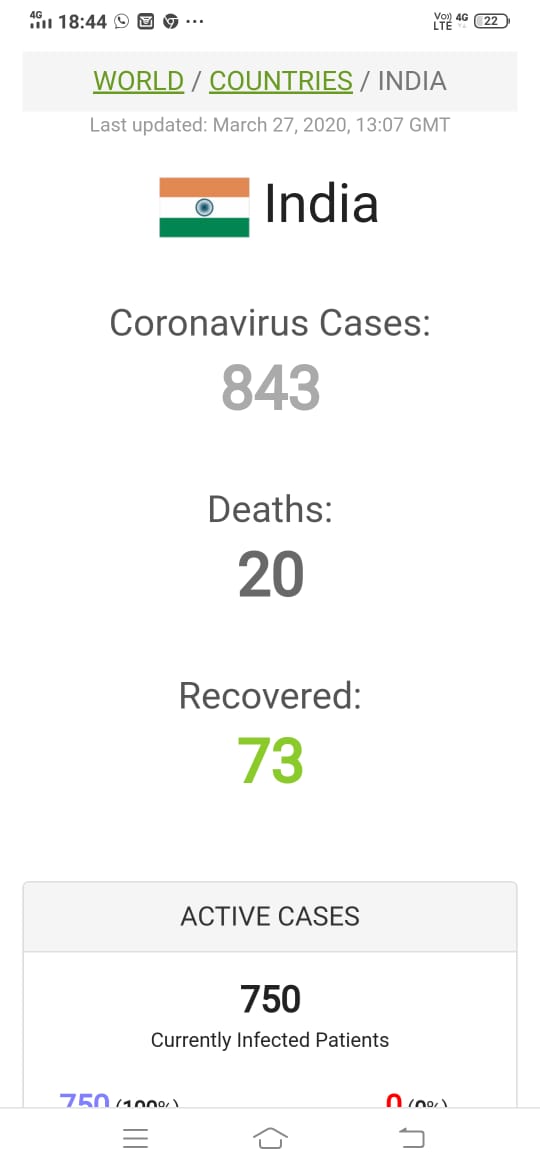 4G 18:44 ... Vo)) LTE 4G 22
WORLD / COUNTRIES / INDIA
Last updated: March 27, 2020, 13:07 GMT
India
Coronavirus Cases:
843
Deaths:
20
Recovered:
73
ACTIVE CASES
750
Currently Infected Patients
750 (100%) 0 (0%)